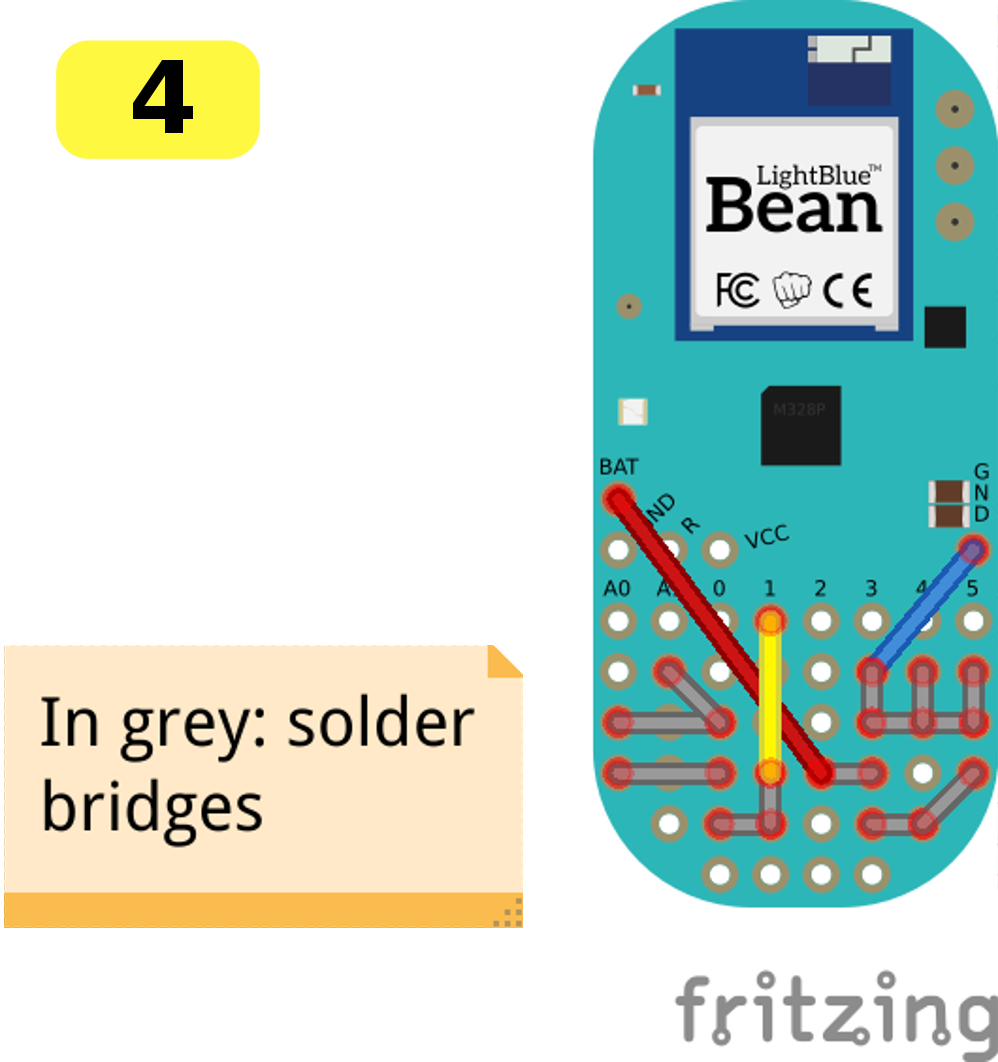 4
LightBlue™
Bean
FC CE
M328P
BAT
ND
R
VCC
G
N
D
A0 A 0 1 2 3 4 5
In grey: solder
bridges
fritzing